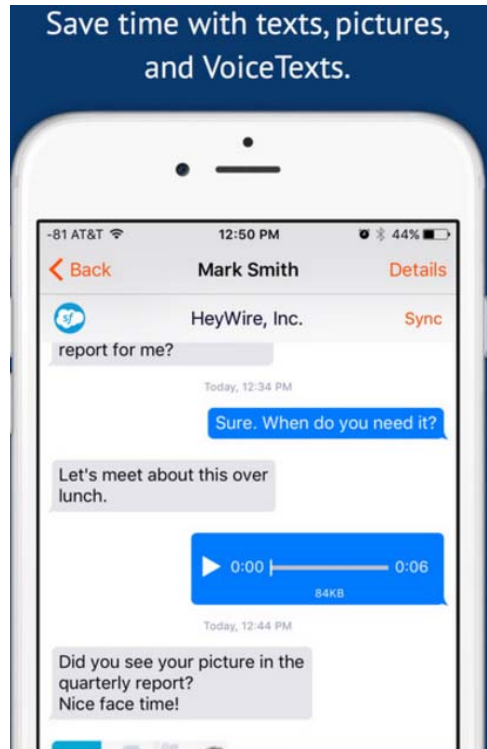 Save time with texts, pictures,
and VoiceTexts.
-81 AT&T 12:50 PM 44%
Back Mark Smith Details
sf HeyWire, Inc. Sync
report for me?
Today, 12:34 PM
Sure. When do you need it?
Let's meet about this over
lunch.
0:00 0:06
84KB
Today, 12:44 PM
Did you see your picture in the
quarterly report?
Nice face time!